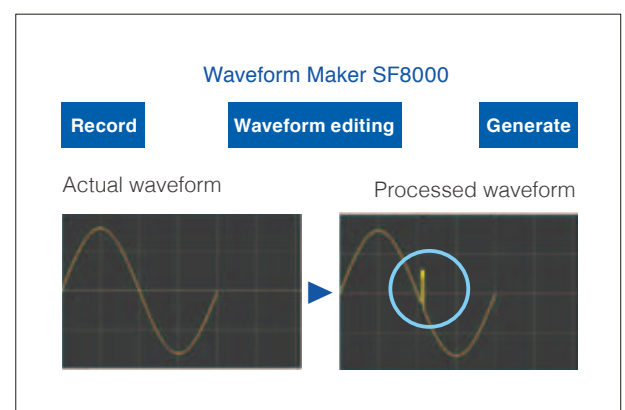 Waveform Maker SF8000
Record
Waveform editing
Generate
Actual waveform
Processed waveform